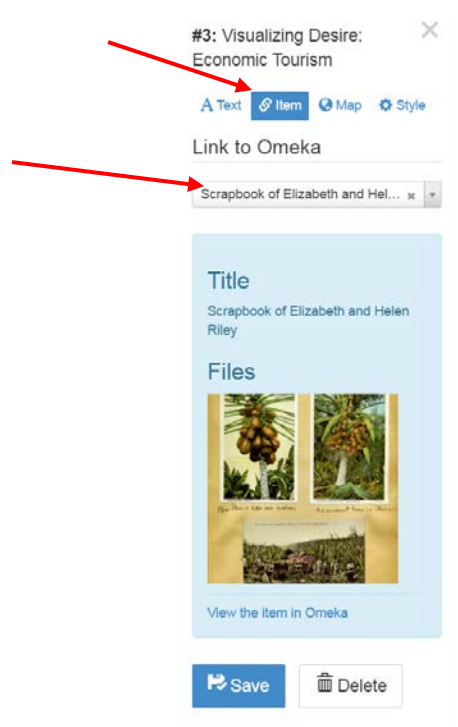 #3: Visualizing Desire:
Economic Tourism
Text Item Map Style
Link to Omeka
Scrapbook of Elizabeth and Hel...
Title
Scrapbook of Elizabeth and Helen
Riley
Files
View the item in Omeka
Save Delete